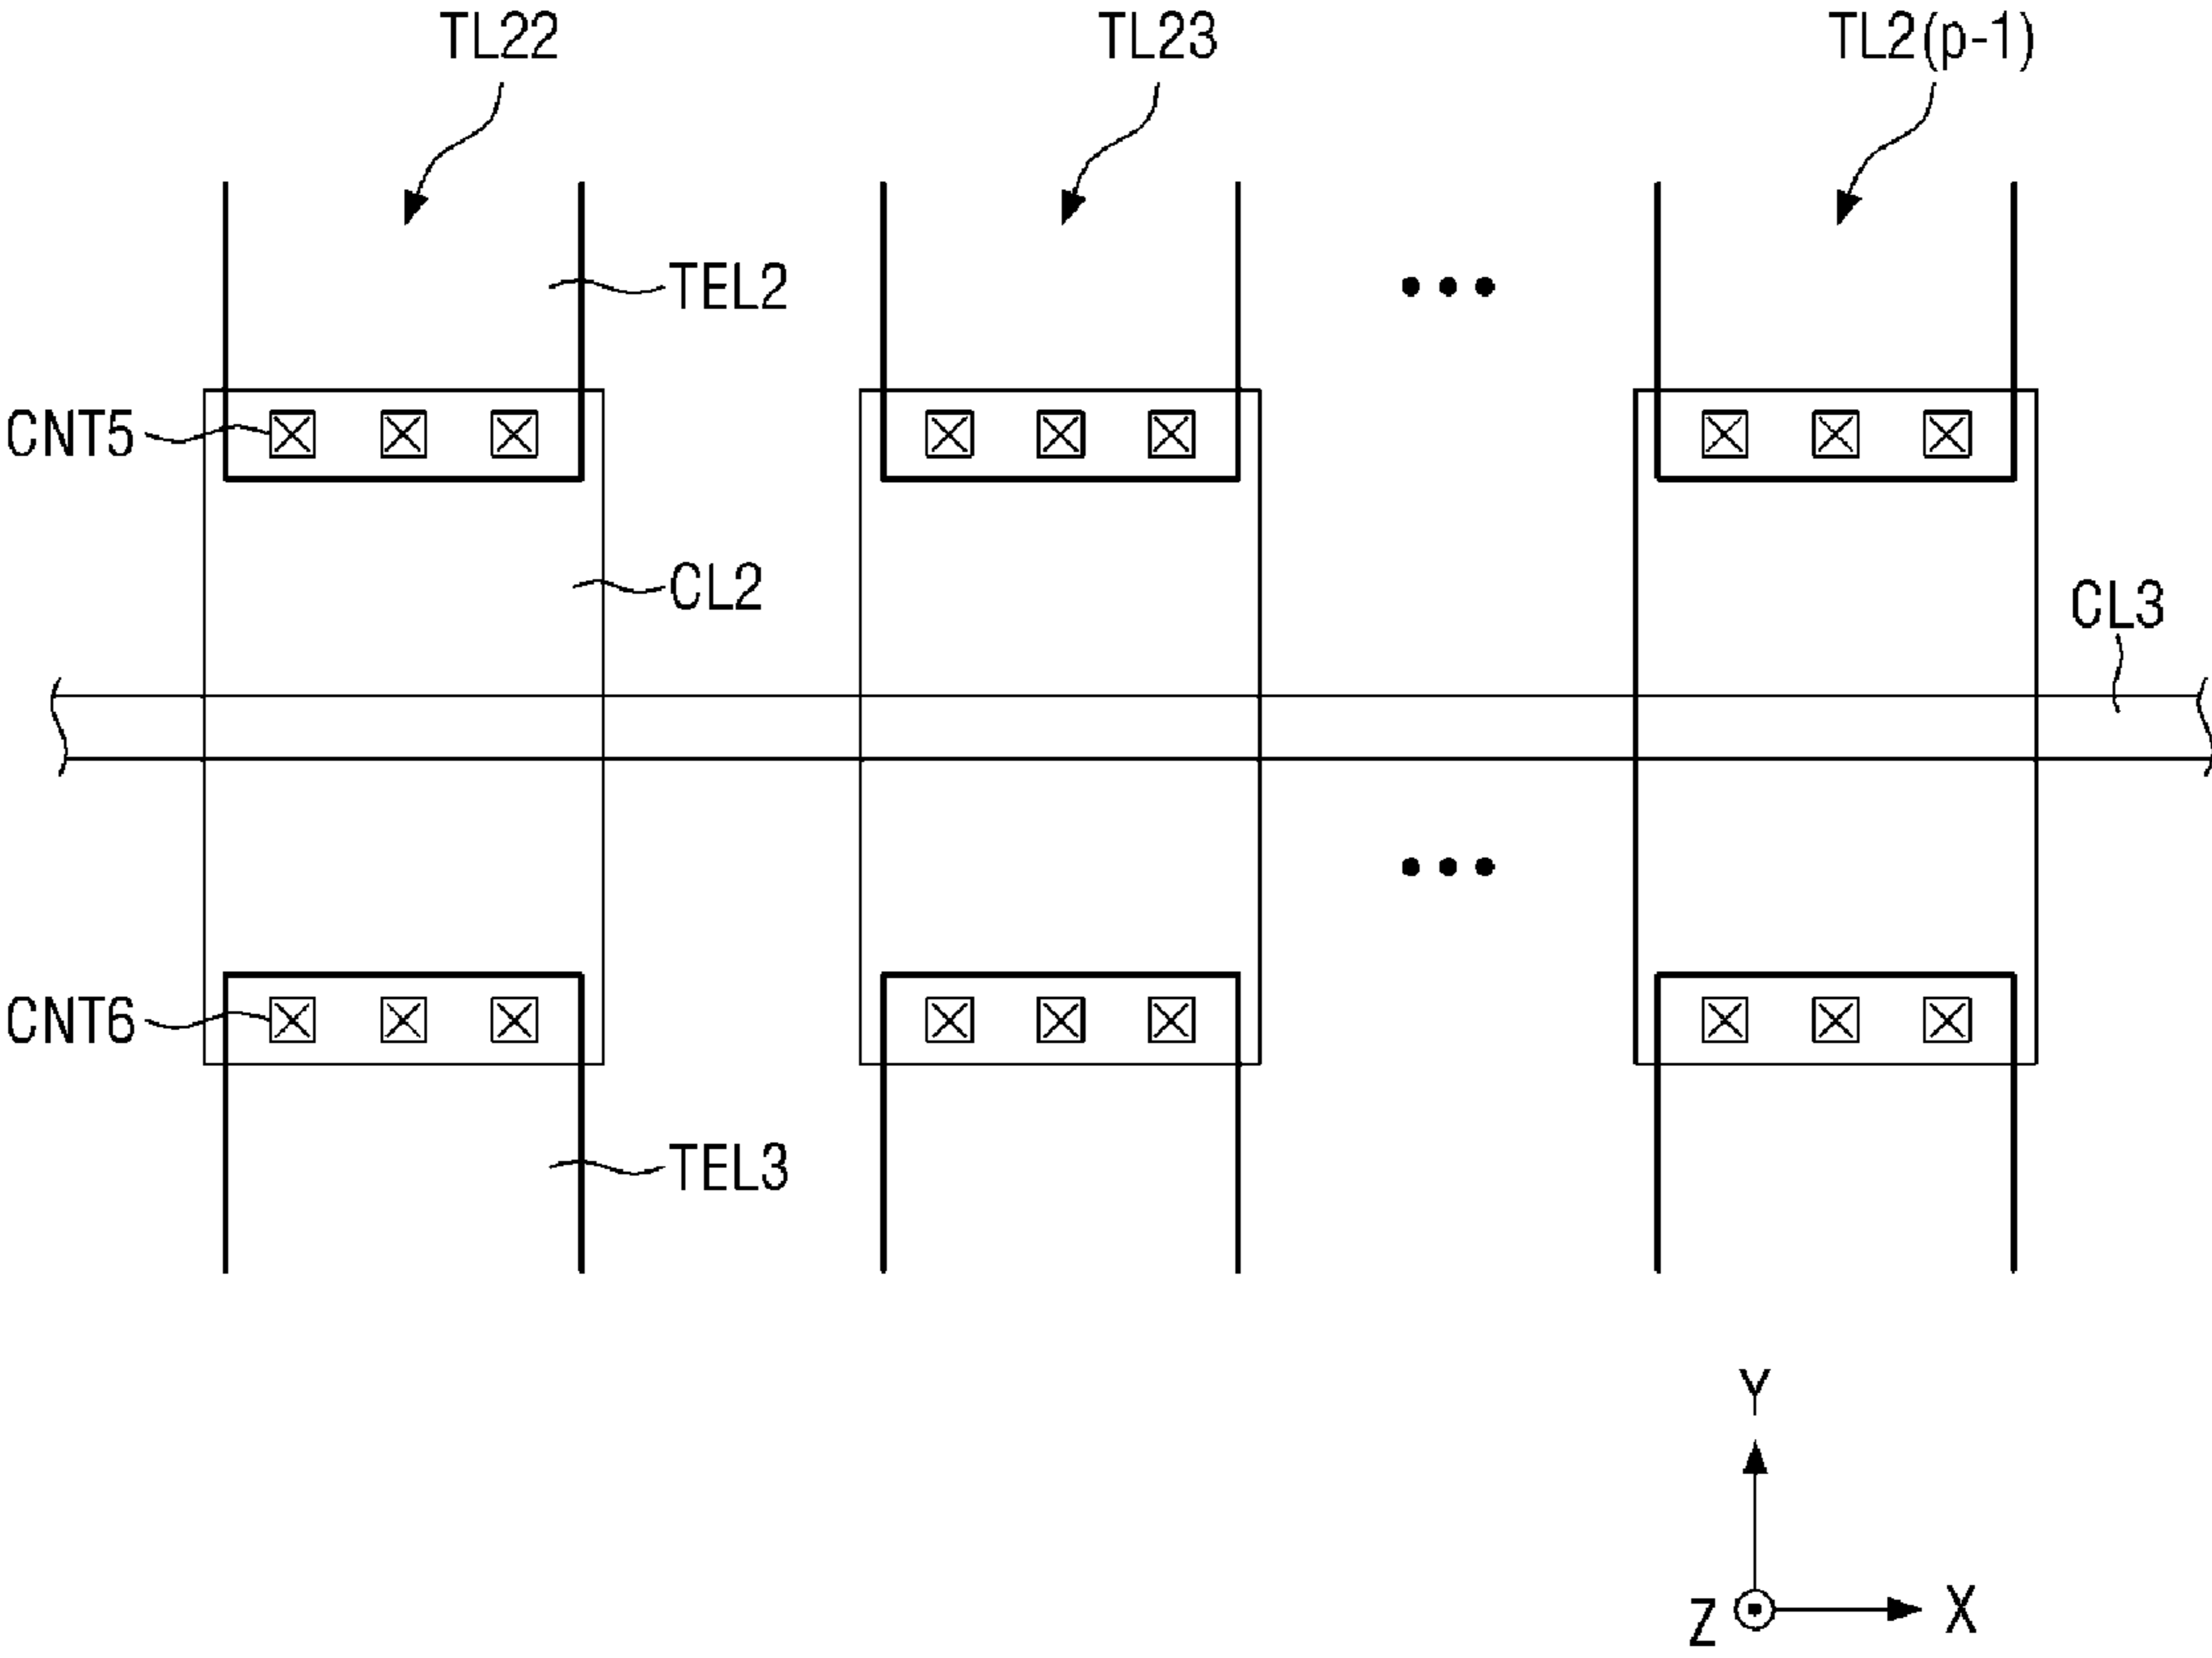 TL22 TL23 TL2(p-1)
TEL2
CNT5
CL2
CL3
CNT6
TEL3
Y
Z X